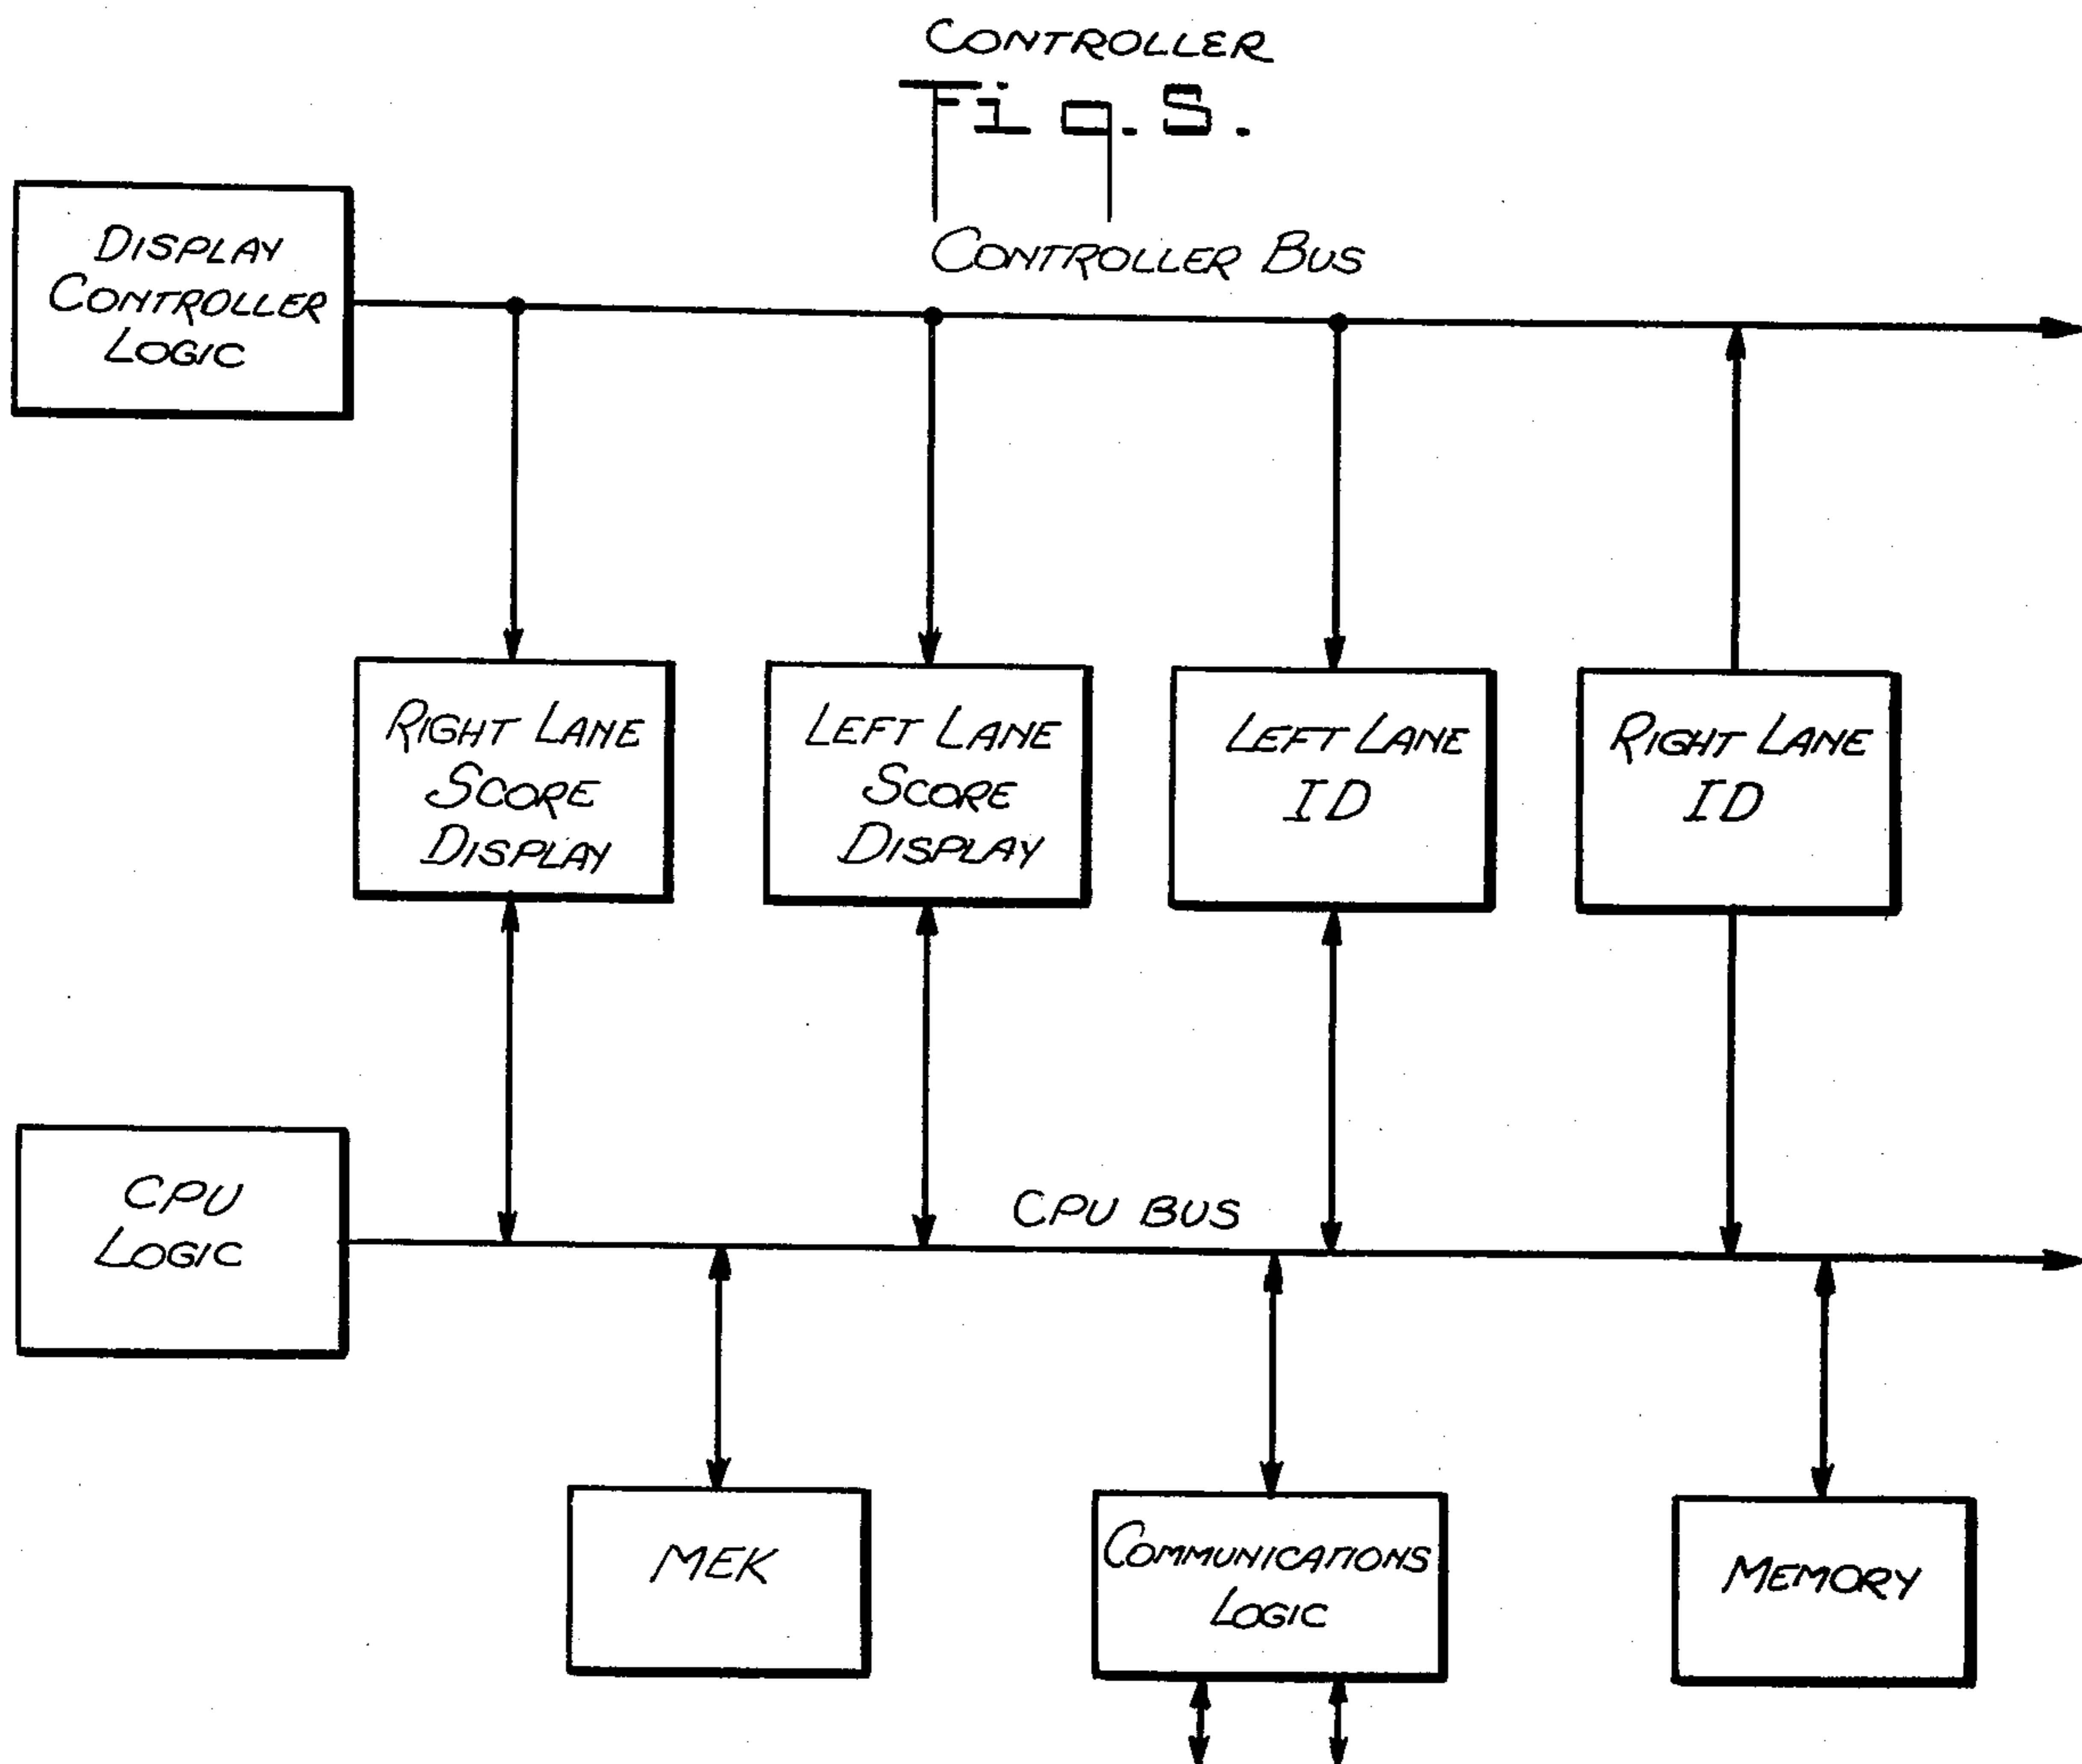 CONTROLLER
Fig. 5.
CONTROLLER BUS
DISPLAY
CONTROLLER
LOGIC
RIGHT LANE
SCORE
DISPLAY
LEFT LANE
SCORE
DISPLAY
LEFT LANE
ID
RIGHT LANE
ID
CPU
LOGIC
CPU BUS
MEK
COMMUNICATIONS
LOGIC
MEMORY